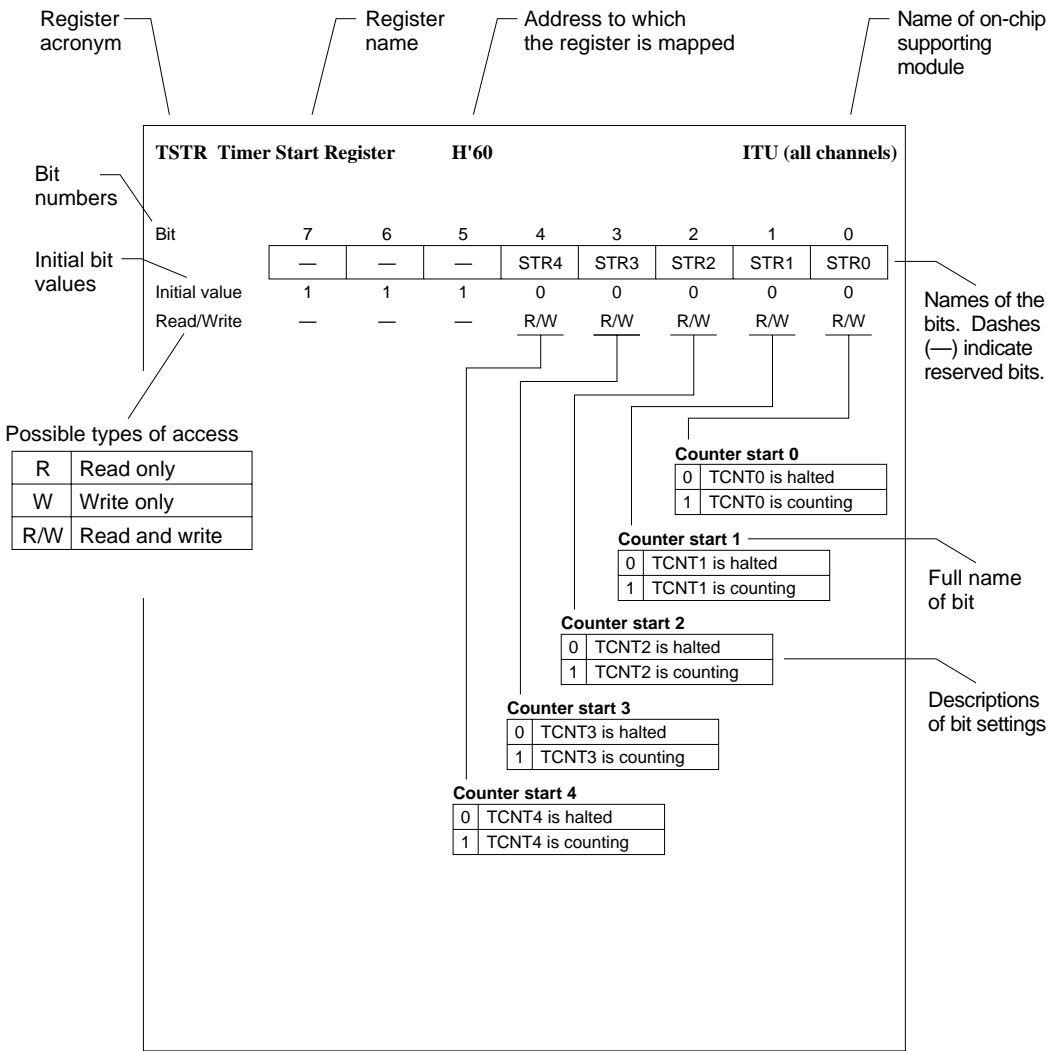 Register
acronym
Register
name
Address to which
the register is mapped
Name of on-chip
supporting
module
TSTR Timer Start Register H'60 ITU (all channels)
Bit
numbers
Bit 7 6 5 4 3 2 1 0
— — — STR4 STR3 STR2 STR1 STR0
Initial bit
values
Initial value 1 1 1 0 0 0 0 0
Read/Write — — — R/W R/W R/W R/W R/W
Names of the
bits. Dashes
(—) indicate
reserved bits.
Possible types of access
R Read only
W Write only
R/W Read and write
Counter start 0
0 TCNT0 is halted
1 TCNT0 is counting
Counter start 1
0 TCNT1 is halted
1 TCNT1 is counting
Full name
of bit
Counter start 2
0 TCNT2 is halted
1 TCNT2 is counting
Descriptions
of bit settings
Counter start 3
0 TCNT3 is halted
1 TCNT3 is counting
Counter start 4
0 TCNT4 is halted
1 TCNT4 is counting